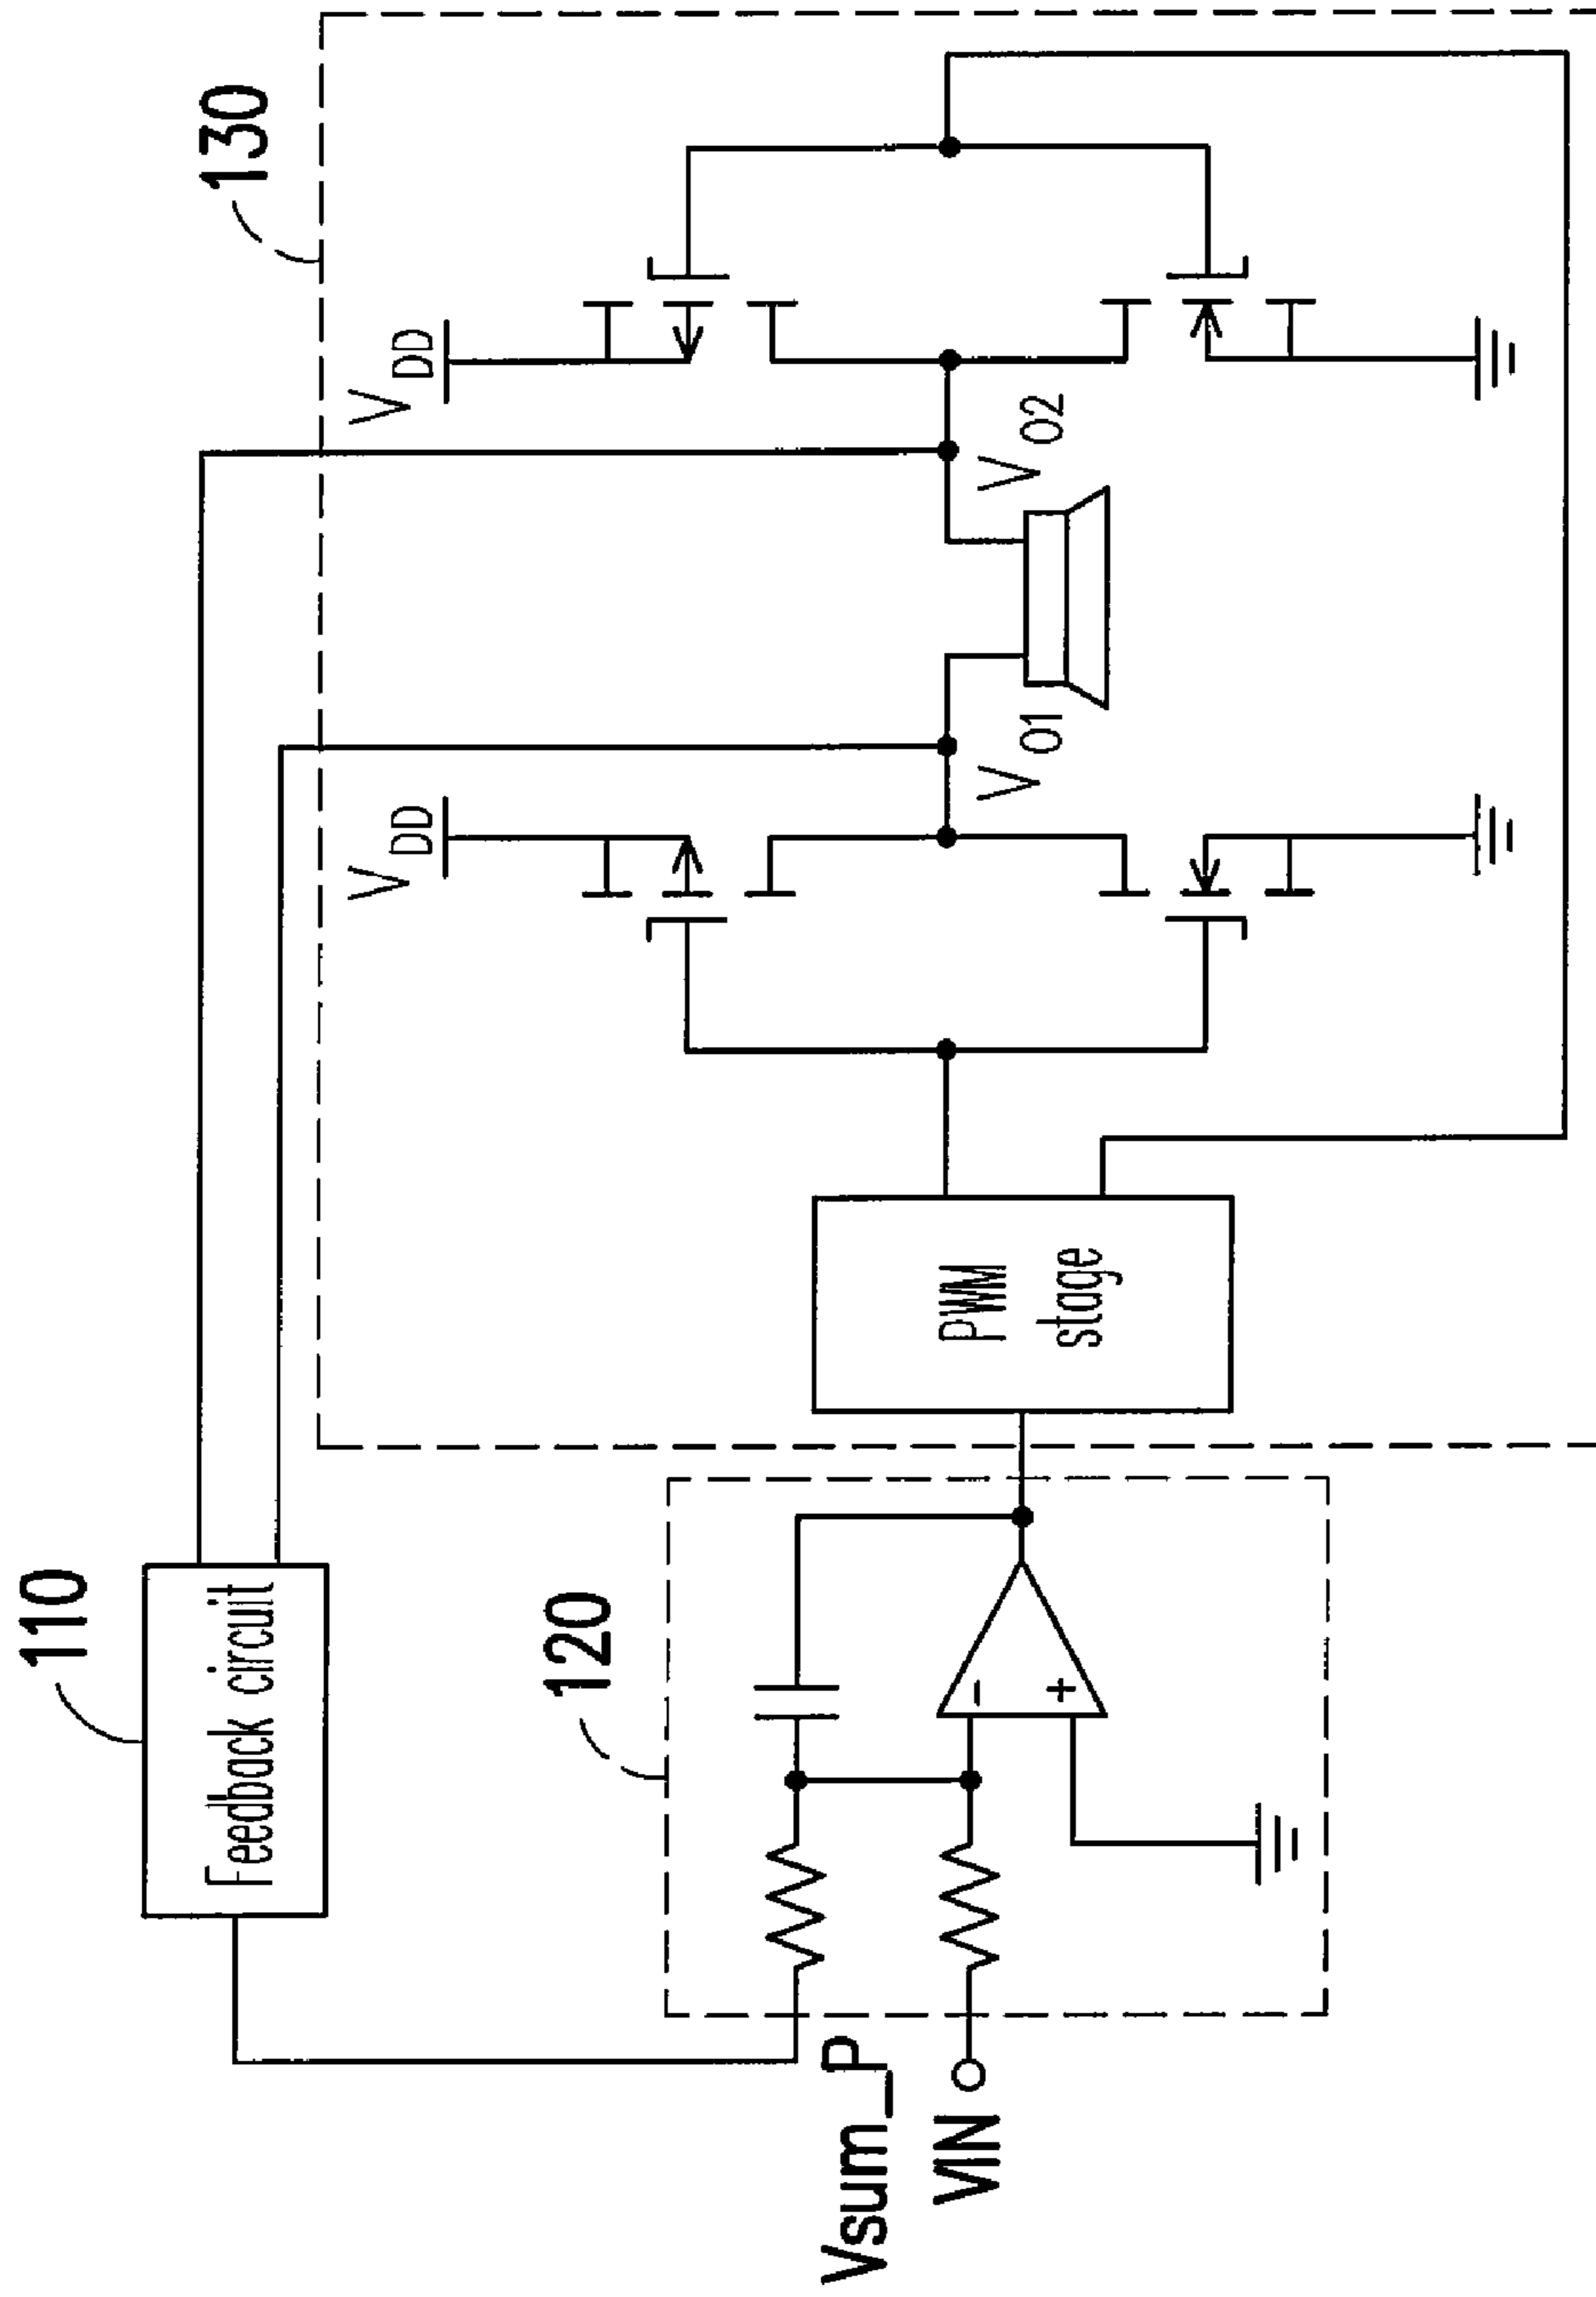 110
Feedback circuit
130
120
Vsum_P
VIN
-
+
PWM
stage
VDD
VDD
VO1
VO2